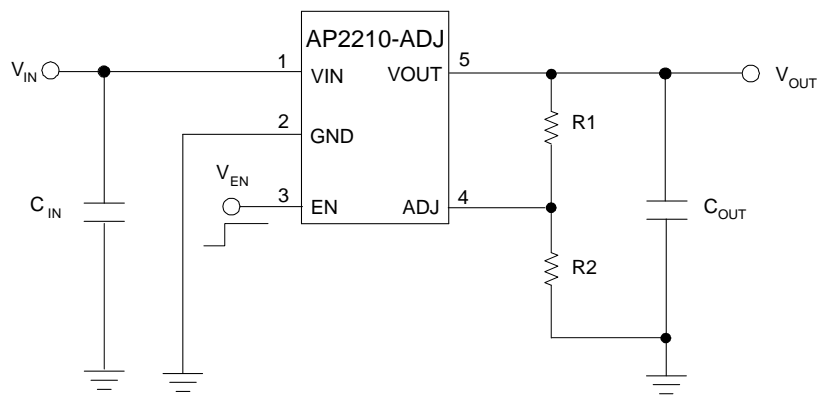 AP2210-ADJ
V_IN
1
VIN
VOUT
5
V_OUT
2
GND
R1
V_EN
3
EN
ADJ
4
C_IN
C_OUT
R2